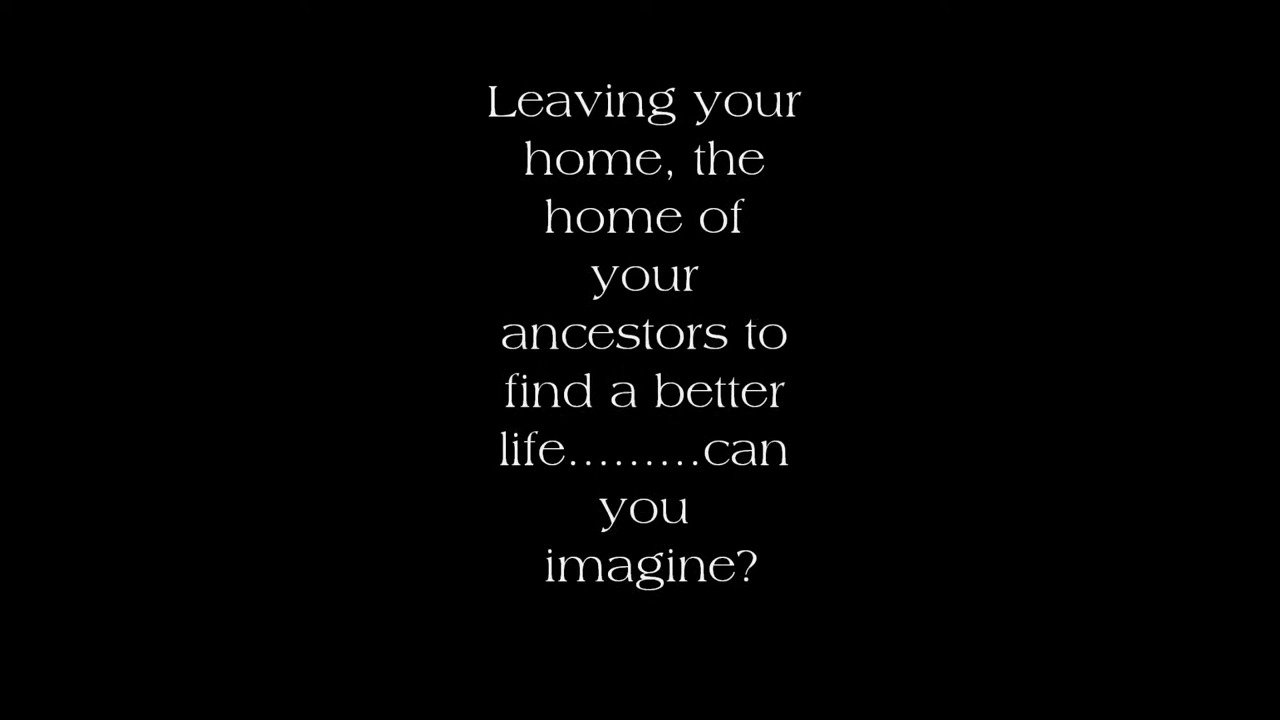 Leaving your
home, the
home of
your
ancestors to
find a better
life.........can
you
imagine?